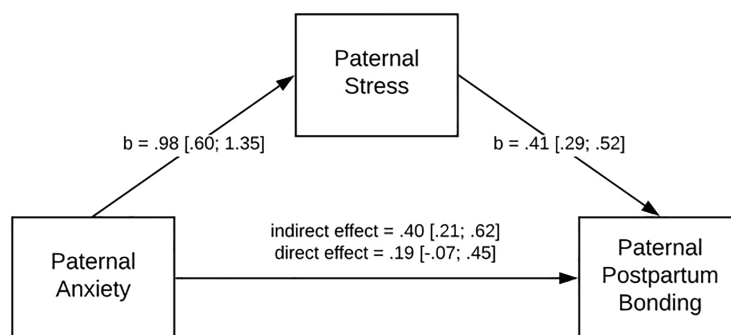 Paternal
Stress
b = .98 [.60; 1.35]
b = .41 [.29; .52]
indirect effect = .40 [.21; .62]
direct effect = .19 [-.07; .45]
Paternal
Anxiety
Paternal
Postpartum
Bonding